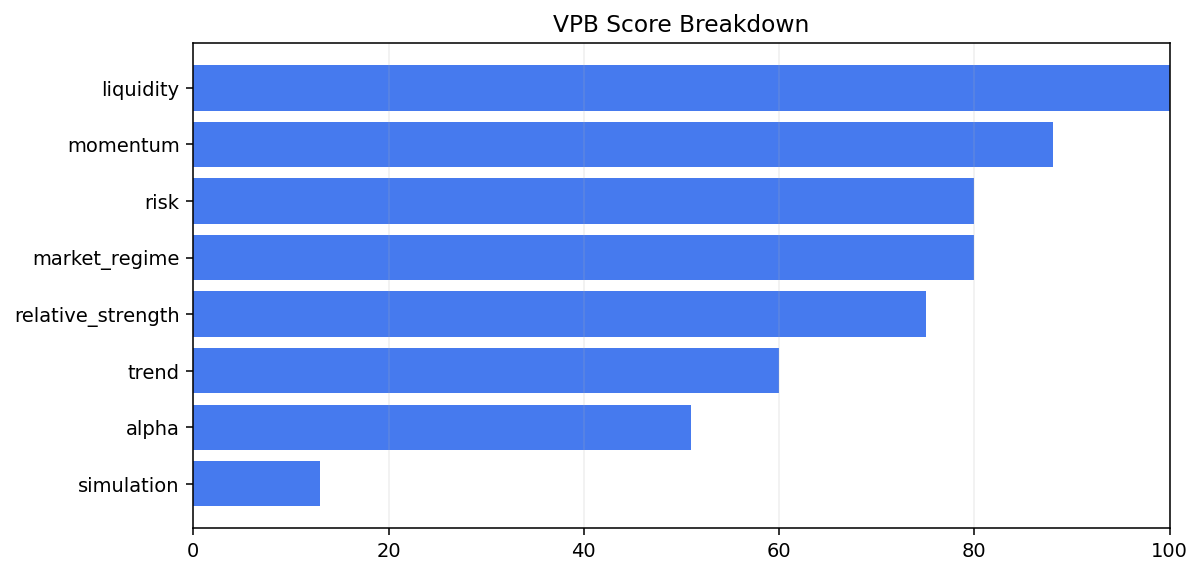 VPB Score Breakdown
liquidity
momentum
risk
market_regime
relative_strength
trend
alpha
simulation
0 20 40 60 80 100